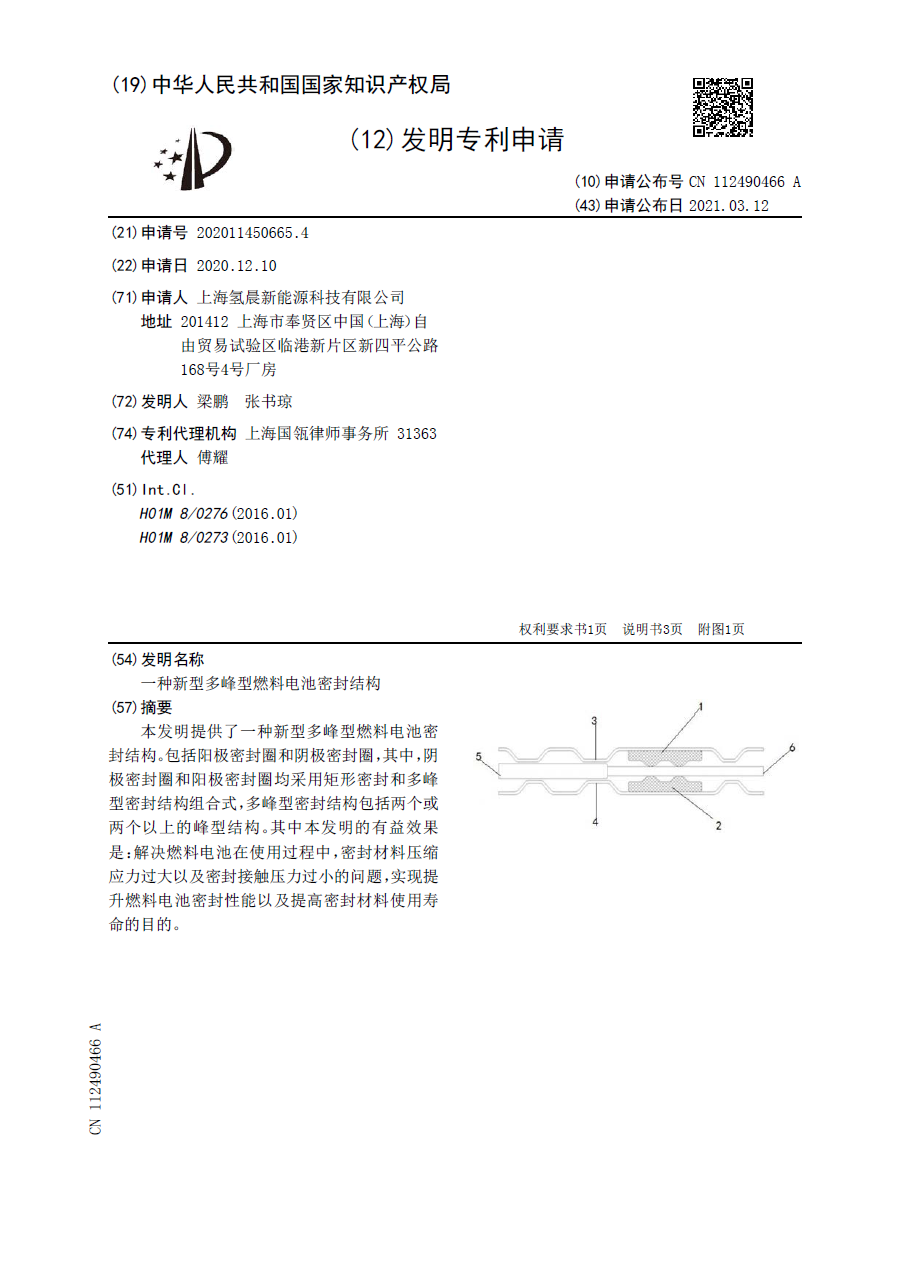 (19)中华人民共和国国家知识产权局
(12)发明专利申请
(10)申请公布号 CN 112490466 A
(43)申请公布日 2021.03.12
(21)申请号 202011450665.4
(22)申请日 2020.12.10
(71)申请人 上海氢晨新能源科技有限公司
地址 201412 上海市奉贤区中国(上海)自
由贸易试验区临港新片区新四平公路
168号4号厂房
(72)发明人 梁鹏 张书琼
(74)专利代理机构 上海国瓴律师事务所 31363
代理人 傅耀
(51)Int.Cl.
H01M 8/0276(2016.01)
H01M 8/0273(2016.01)
权利要求书1页 说明书3页 附图1页
(54)发明名称
一种新型多峰型燃料电池密封结构
(57)摘要
本发明提供了一种新型多峰型燃料电池密
封结构。包括阳极密封圈和阴极密封圈,其中,阴
极密封圈和阳极密封圈均采用矩形密封和多峰
型密封结构组合式,多峰型密封结构包括两个或
两个以上的峰型结构。其中本发明的有益效果
是:解决燃料电池在使用过程中,密封材料压缩
应力过大以及密封接触压力过小的问题,实现提
升燃料电池密封性能以及提高密封材料使用寿
命的目的。
1
3
5
6
4
2
CN 112490466 A